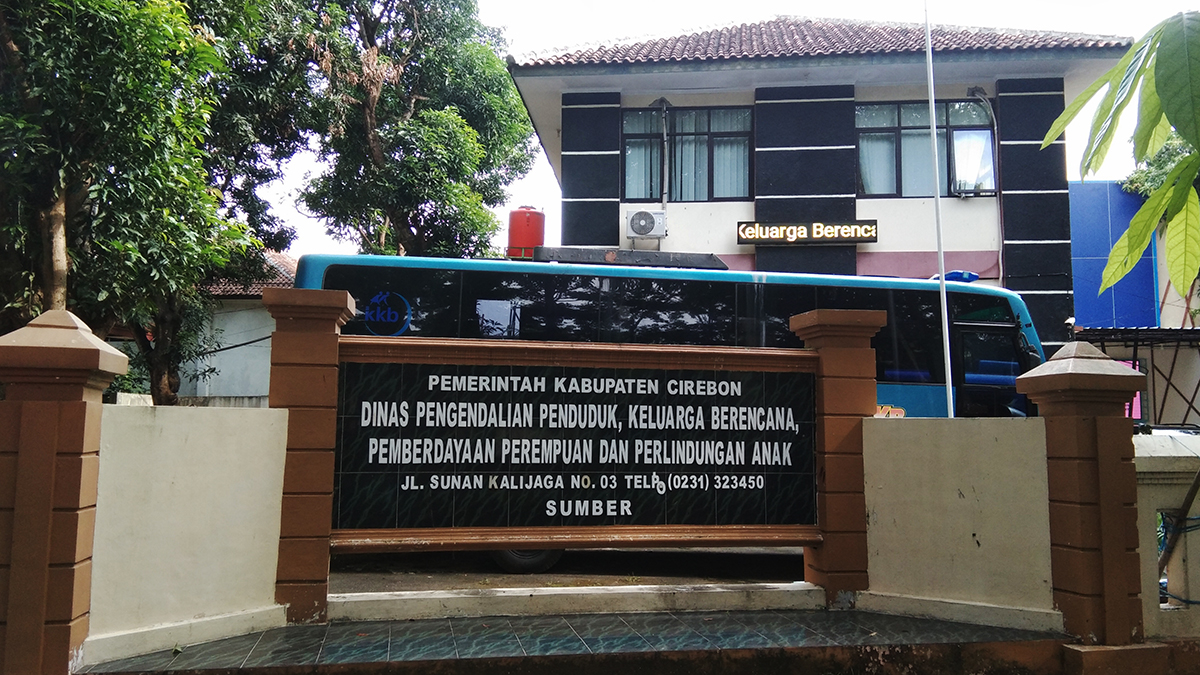 Keluarga Berenca
kkb
PEMERINTAH KABUPATEN CIREBON
DINAS PENGENDALIAN PENDUDUK, KELUARGA BERENCANA,
PEMBERDAYAAN PEREMPUAN DAN PERLINDUNGAN ANAK
JL. SUNAN KALIJAGA NO. 03 TELP (0231) 323450
SUMBER